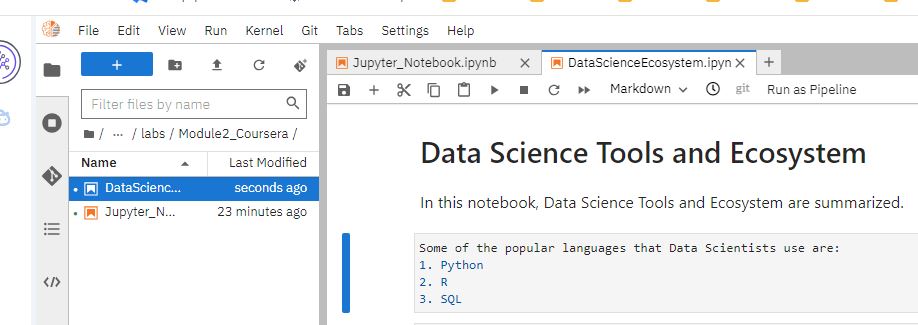 File Edit View Run Kernel Git Tabs Settings Help
Filter files by name
/ ... / labs / Module2_Coursera /
Name Last Modified
DataScienc... seconds ago
Jupyter_N... 23 minutes ago
Jupyter_Notebook.ipynb
DataScienceEcosystem.ipyn
Markdown git Run as Pipeline
Data Science Tools and Ecosystem
In this notebook, Data Science Tools and Ecosystem are summarized.
Some of the popular languages that Data Scientists use are:
1. Python
2. R
3. SQL